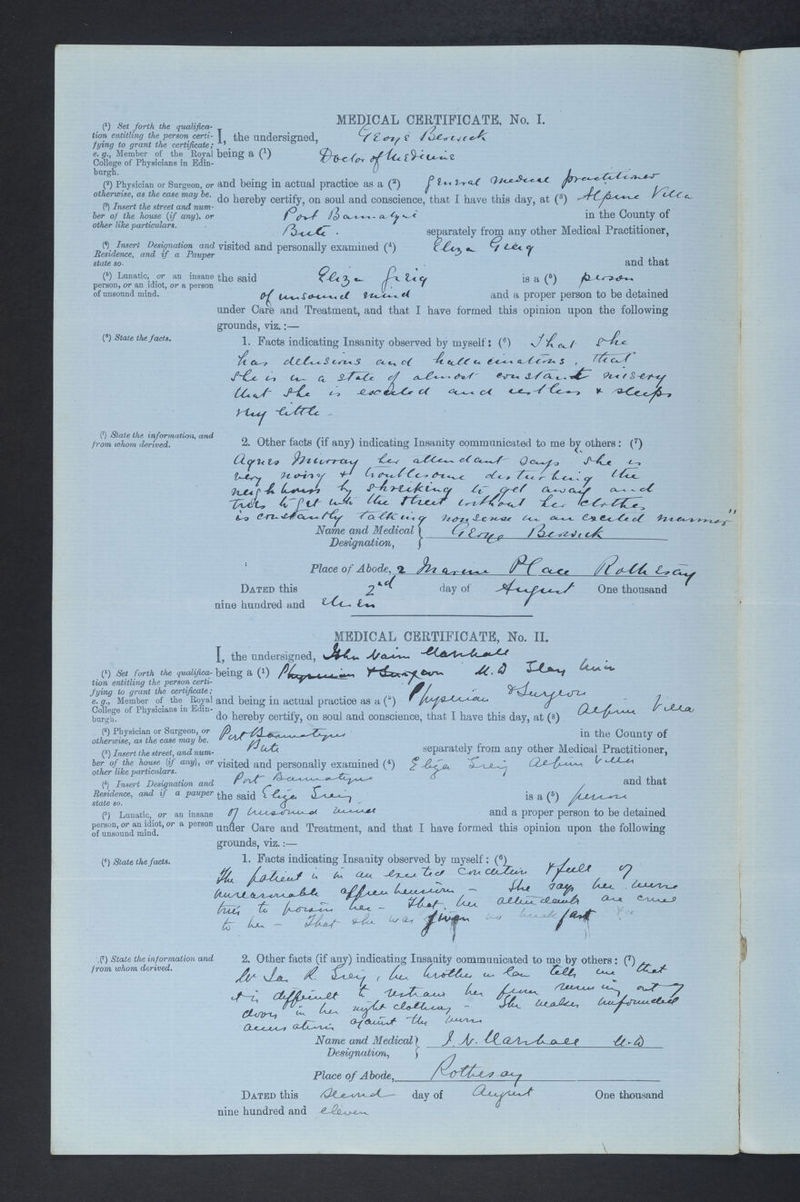 MEDICAL CERTIFICATE, No. I.
(1) Set forth the qualifica-
tion entitling the person certi-
fying to grant the certificate;
e. g., Member of the Royal
College of Physicians in Edin-
burgh.
(2) Physician or Surgeon, or
otherwise, as the case may be.
(3) Insert the street and num-
ber of the house (if any), or
other like particulars.
(4) Insert Designation and
Residence, and if a Pauper
state so.
(5) Lunatic, or an insane
person, or an idiot, or a person
of unsound mind.
(6) State the facts.
(7) State the information, and
from whom derived.
I, the undersigned, George Berwick
being a (1) Doctor of Medicine
and being in actual practice as a (2) general medical practitioner
do hereby certify, on soul and conscience, that I have this day, at (3) Alpine Villa
Port Bannatyne in the County of
Bute. separately from any other Medical Practitioner,
visited and personally examined (4) Eliza Greig
and that
the said Eliza Greig is a (5) person
of unsound mind and a proper person to be detained
under Care and Treatment, and that I have formed this opinion upon the following
grounds, viz.:—
1. Facts indicating Insanity observed by myself: (6) That she
has delusions and hallucinations. that
she is in a state of almost constant misery
that she is excited and restless & sleeps
very little -
2. Other facts (if any) indicating Insanity communicated to me by others: (7)
Agnes Murray her attendant says "she is
very noisy & troublesome disturbing the
neighbours by shrieking to get away and
tries to get into the street without her clothes
is constantly talking nonsense in an excited manner"
Name and Medical Designation, George Berwick
Place of Abode, 2 Marine Place Rothesay
DATED this 2nd day of August One thousand
nine hundred and eleven
MEDICAL CERTIFICATE, No. II.
(1) Set forth the qualifica-
tion entitling the person certi-
fying to grant the certificate;
e. g., Member of the Royal
College of Physicians in Edin-
burgh.
(2) Physician or Surgeon, or
otherwise, as the case may be.
(3) Insert the street, and num-
ber of the house (if any), or
other like particulars.
(4) Insert Designation and
Residence, and if a pauper
state so.
(5) Lunatic, or an insane
person, or an idiot, or a person
of unsound mind.
(6) State the facts.
(7) State the information and
from whom derived.
I, the undersigned, John Nairn Marshall
being a (1) Physician & Surgeon M.D Glas Univ
and being in actual practice as a (2) Physician & Surgeon
do hereby certify, on soul and conscience, that I have this day, at (3) Alpine Villa
Port Bannatyne in the County of
Bute separately from any other Medical Practitioner,
visited and personally examined (4) Eliza Greig Alpine Villa
Port Bannatyne and that
the said Eliza Greig is a (5) person
of unsound mind and a proper person to be detained
under Care and Treatment, and that I have formed this opinion upon the following
grounds, viz.:—
1. Facts indicating Insanity observed by myself: (6)
The patient is in an excited condition & full of
unreasonable apprehension - She says her nurse
tries to poison her - That her attendants are cruel
to her - That she was given no breakfast
2. Other facts (if any) indicating Insanity communicated to me by others: (7)
Mr Jas R. Greig, her brother in law tells me that
it is difficult to restrain her from running out of
doors in her night clothing - She makes unfounded
accusations against the nurse
Name and Medical Designation, J. N. Marshall M.D
Place of Abode, Rothesay
DATED this second day of August One thousand
nine hundred and eleven